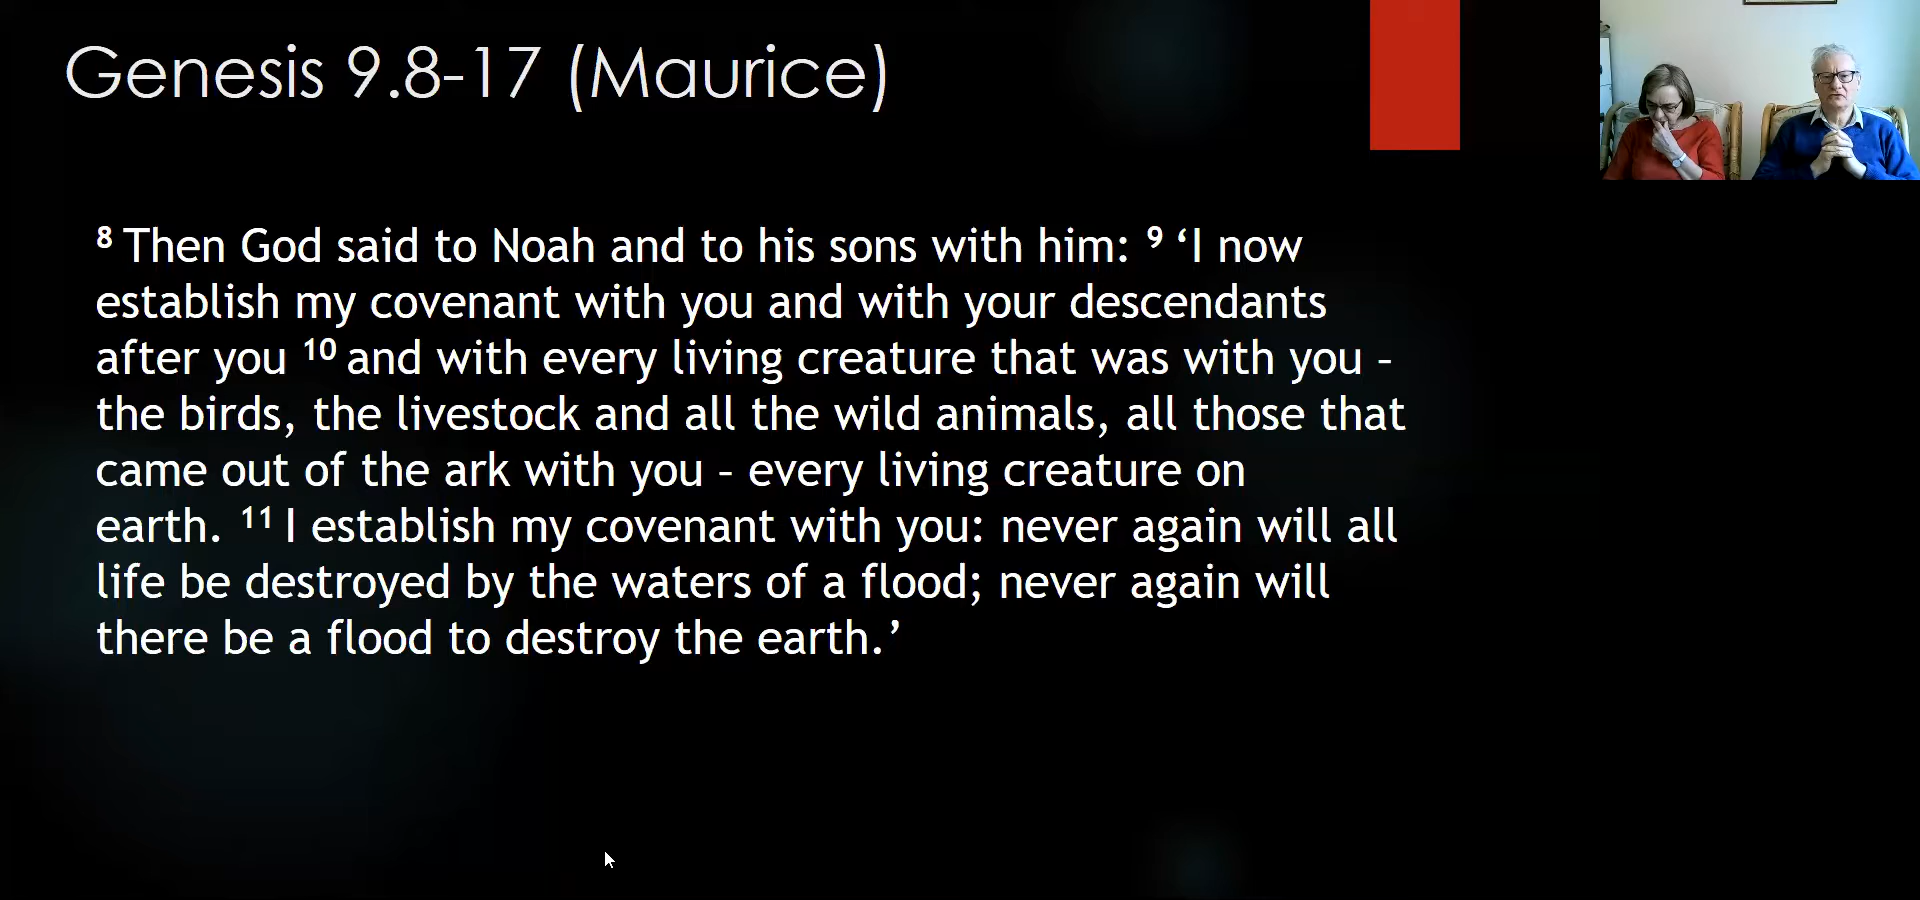 Genesis 9.8-17 (Maurice)
8 Then God said to Noah and to his sons with him: 9 ‘I now
establish my covenant with you and with your descendants
after you 10 and with every living creature that was with you –
the birds, the livestock and all the wild animals, all those that
came out of the ark with you – every living creature on
earth. 11 I establish my covenant with you: never again will all
life be destroyed by the waters of a flood; never again will
there be a flood to destroy the earth.’